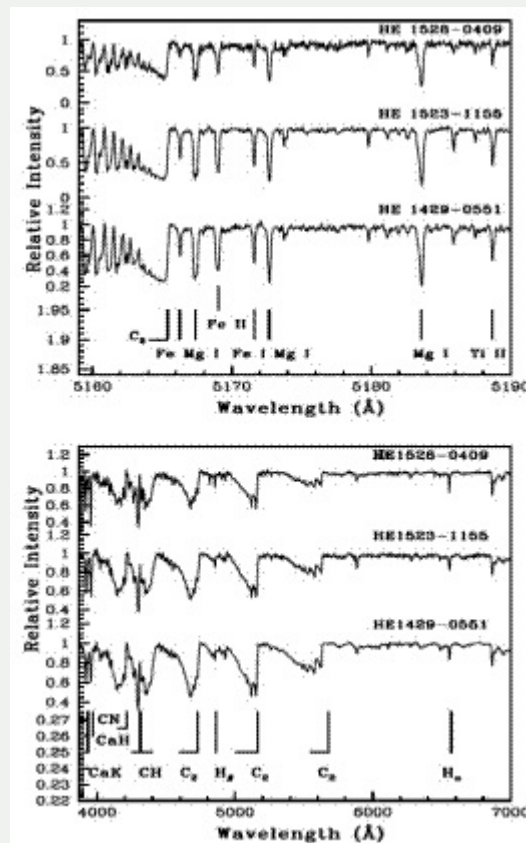 HE 1528-0409
1
0.5
0
HE 1523-1155
1
0.5
0
HE 1429-0551
1.2
1
0.8
0.6
0.4
0.2
Relative Intensity
1.95
1.9
1.85
C₂
Fe II
Fe Mg I Fe I Mg I Mg I Ti II
5160 5170 5180 5190
Wavelength (Å)
HE1528-0409
1.2
1
0.8
0.6
0.4
HE1523-1155
1
0.8
0.6
0.4
HE1429-0551
1
0.8
0.6
0.4
Relative Intensity
0.27
0.26
0.25
0.24
0.23
0.22
CN
CaH
CaK CH C₂ Hᵦ C₂ C₂ Hₐ
4000 5000 6000 7000
Wavelength (Å)